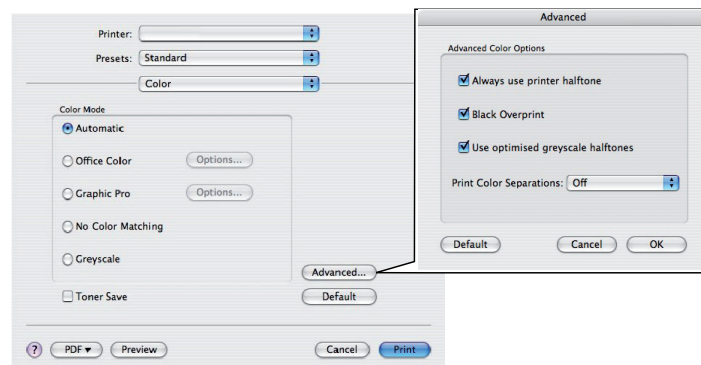 Printer:
Presets: Standard
Color
Color Mode
Automatic
Office Color Options...
Graphic Pro Options...
No Color Matching
Greyscale
Advanced...
Toner Save Default
? PDF Preview Cancel Print
Advanced
Advanced Color Options
Always use printer halftone
Black Overprint
Use optimised greyscale halftones
Print Color Separations: Off
Default Cancel OK